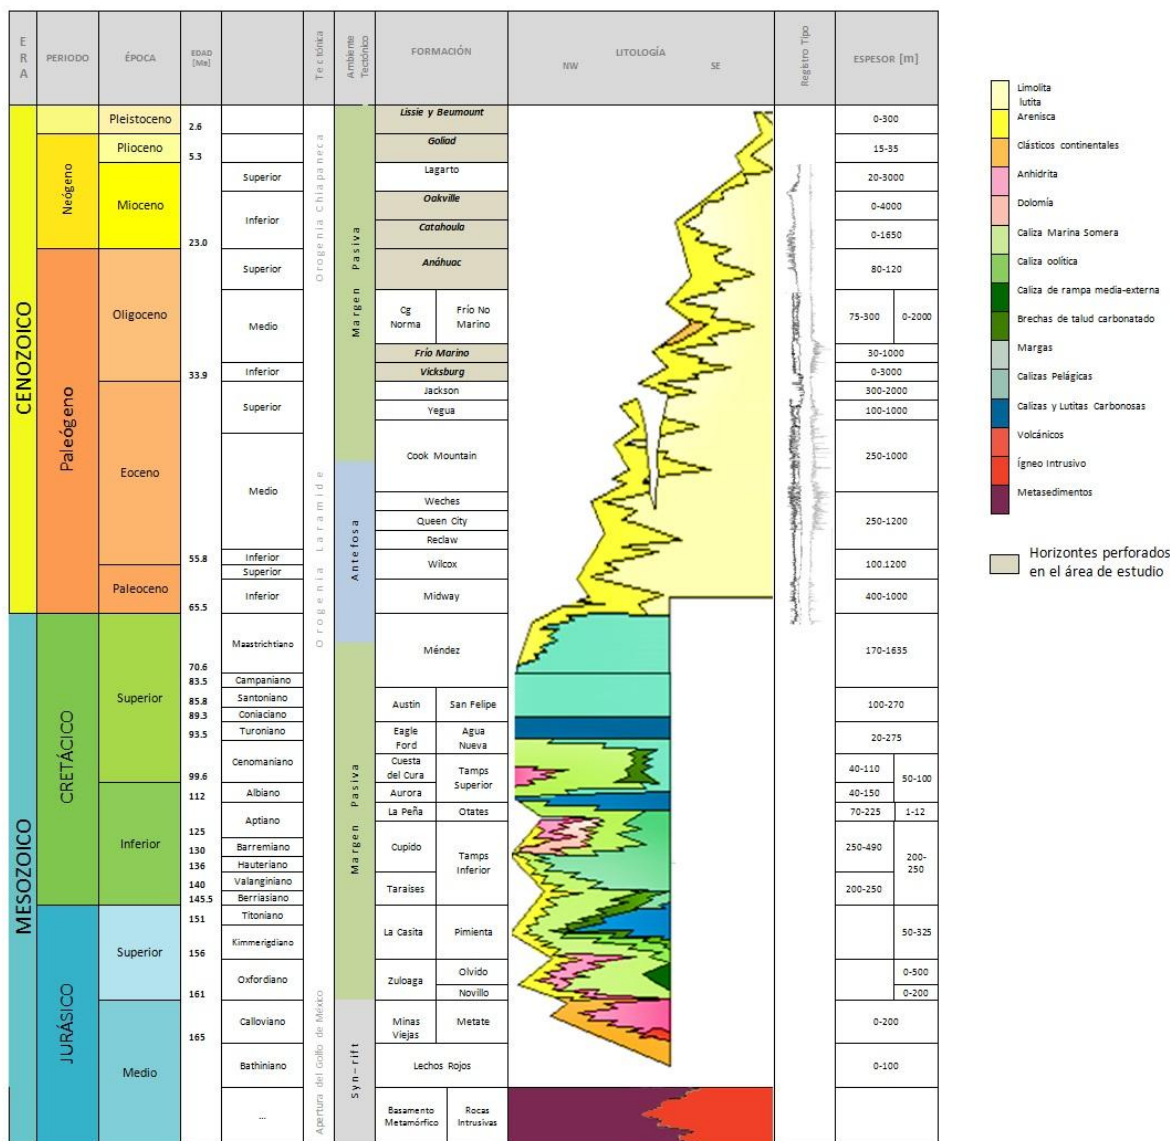 ERA
PERIODO
ÉPOCA
EDAD
[Ma]
Tectónica
Ambiente
Tectónico
FORMACIÓN
LITOLOGÍA
NW
SE
Registro Tipo
ESPESOR [m]
CENOZOICO
MESOZOICO
Neógeno
Paleógeno
CRETÁCICO
JURÁSICO
Pleistoceno
Plioceno
Mioceno
Oligoceno
Eoceno
Paleoceno
Superior
Inferior
Superior
Medio
2.6
5.3
23.0
33.9
55.8
65.5
70.6
83.5
85.8
89.3
93.5
99.6
112
125
130
136
140
145.5
151
156
161
165
Superior
Inferior
Superior
Medio
Inferior
Superior
Medio
Inferior
Superior
Inferior
Maastrichtiano
Campaniano
Santoniano
Coniaciano
Turoniano
Cenomaniano
Albiano
Aptiano
Barremiano
Hauteriano
Valanginiano
Berriasiano
Titoniano
Kimmerigdiano
Oxfordiano
Calloviano
Bathiniano
...
Orogenia Chiapaneca
Orogenia Laramide
Apertura del Golfo de México
Margen Pasiva
Antefosa
Margen Pasiva
Syn-rift
Lissie y Beumount
Goliad
Lagarto
Oakville
Catahoula
Anáhuac
Cg
Norma
Frío No
Marino
Frío Marino
Vicksburg
Jackson
Yegua
Cook Mountain
Weches
Queen City
Reclaw
Wilcox
Midway
Méndez
Austin
San Felipe
Eagle
Ford
Agua
Nueva
Cuesta
del Cura
Tamps
Superior
Aurora
La Peña
Otates
Cupido
Tamps
Inferior
Taraises
La Casita
Pimienta
Zuloaga
Olvido
Novillo
Minas
Viejas
Metate
Lechos Rojos
Basamento
Metamórfico
Rocas
Intrusivas
0-300
15-35
20-3000
0-4000
0-1650
80-120
75-300
0-2000
30-1000
0-3000
300-2000
100-1000
250-1000
250-1200
100.1200
400-1000
170-1635
100-270
20-275
40-110
50-100
40-150
70-225
1-12
250-490
200-
250
200-250
50-325
0-500
0-200
0-200
0-100
Limolita
lutita
Arenisca
Clásticos continentales
Anhidrita
Dolomía
Caliza Marina Somera
Caliza oolítica
Caliza de rampa media-externa
Brechas de talud carbonatado
Margas
Calizas Pelágicas
Calizas y Lutitas Carbonosas
Volcánicos
Ígneo Intrusivo
Metasedimentos
Horizontes perforados
en el área de estudio